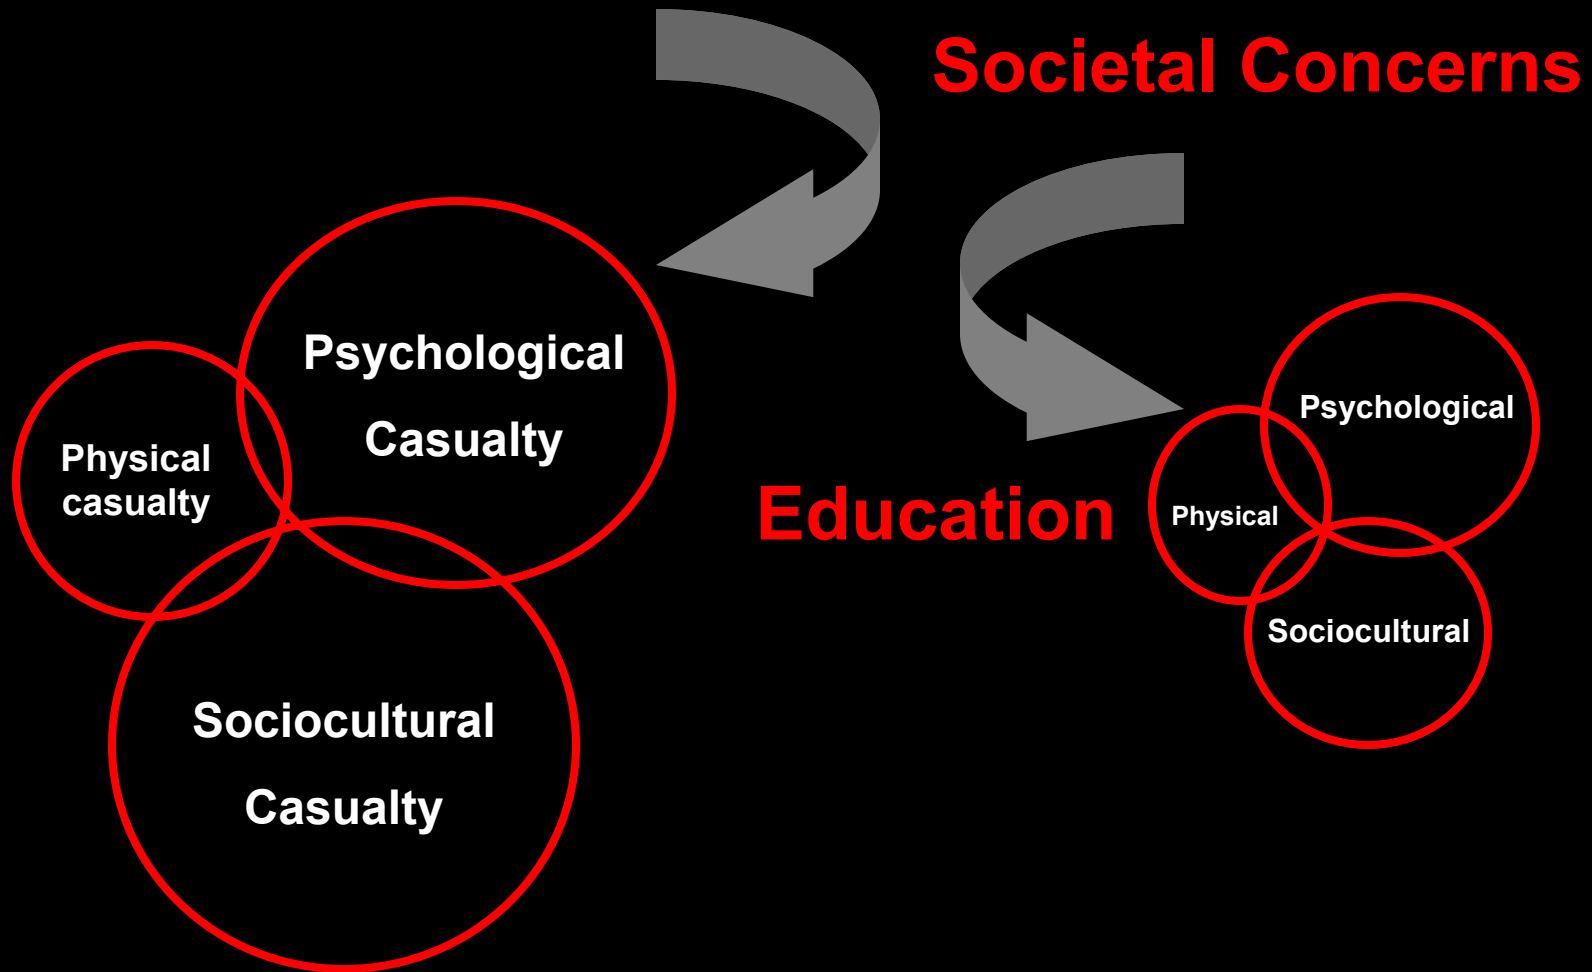 Societal Concerns
Psychological
Casualty
Physical
casualty
Sociocultural
Casualty
Education
Psychological
Physical
Sociocultural